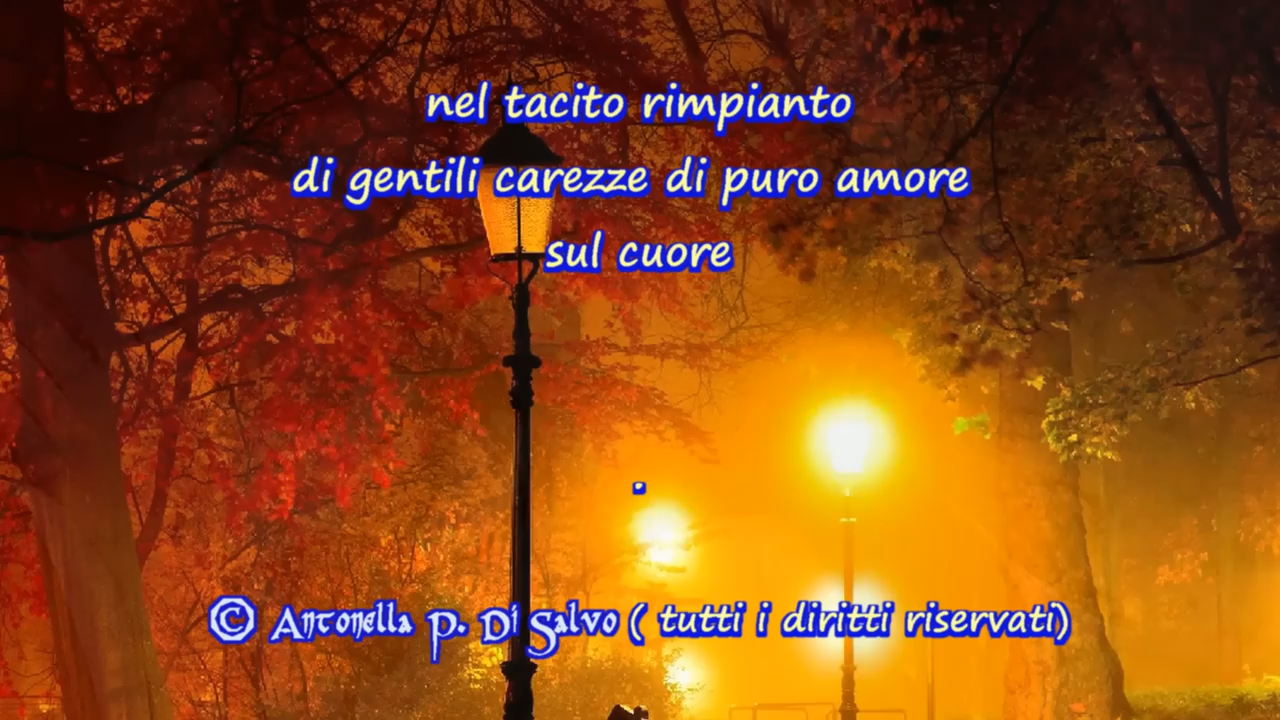 nel tacito rimpianto
di gentili carezze di puro amore
sul cuore
.
© Antonella P. Di Salvo ( tutti i diritti riservati)